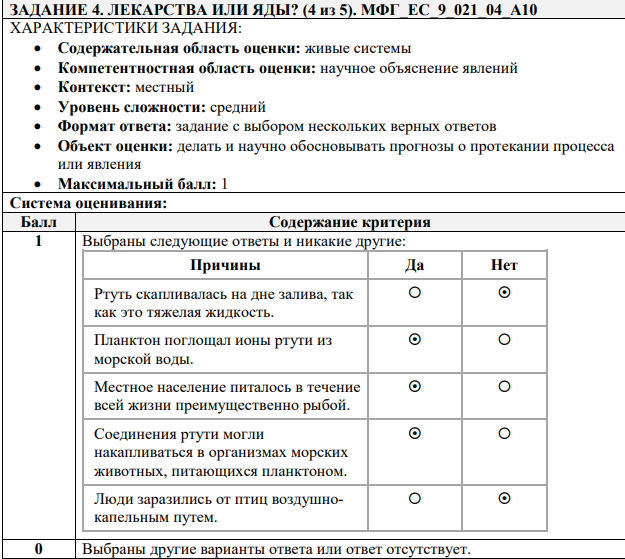 ЗАДАНИЕ 4. ЛЕКАРСТВА ИЛИ ЯДЫ? (4 из 5). МФГ_ЕС_9_021_04_А10
ХАРАКТЕРИСТИКИ ЗАДАНИЯ:
• Содержательная область оценки: живые системы
• Компетентностная область оценки: научное объяснение явлений
• Контекст: местный
• Уровень сложности: средний
• Формат ответа: задание с выбором нескольких верных ответов
• Объект оценки: делать и научно обосновывать прогнозы о протекании процесса
или явления
• Максимальный балл: 1
Система оценивания:
Балл Содержание критерия
1 Выбраны следующие ответы и никакие другие:
Причины Да Нет
Ртуть скапливалась на дне залива, так
как это тяжелая жидкость.
Планктон поглощал ионы ртути из
морской воды.
Местное население питалось в течение
всей жизни преимущественно рыбой.
Соединения ртути могли
накапливаться в организмах морских
животных, питающихся планктоном.
Люди заразились от птиц воздушно-
капельным путем.
0 Выбраны другие варианты ответа или ответ отсутствует.